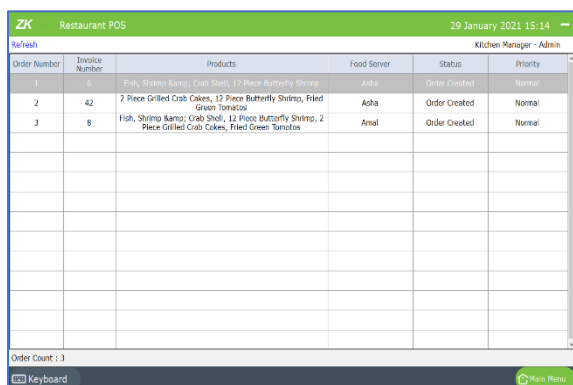 ZK Restaurant POS 29 January 2021 15:14
Refresh Kitchen Manager - Admin
Order Number Invoice Number Products Food Server Status Priority
1 6 Fish, Shrimp &amp; Crab Shell, 12 Piece Butterfly Shrimp Asha Order Created Normal
2 42 2 Piece Grilled Crab Cakes, 12 Piece Butterfly Shrimp, Fried Green Tomatos Asha Order Created Normal
3 8 Fish, Shrimp &amp; Crab Shell, 12 Piece Butterfly Shrimp, 2 Piece Grilled Crab Cakes, Fried Green Tomatos Amal Order Created Normal
Order Count : 3
Keyboard Main Menu